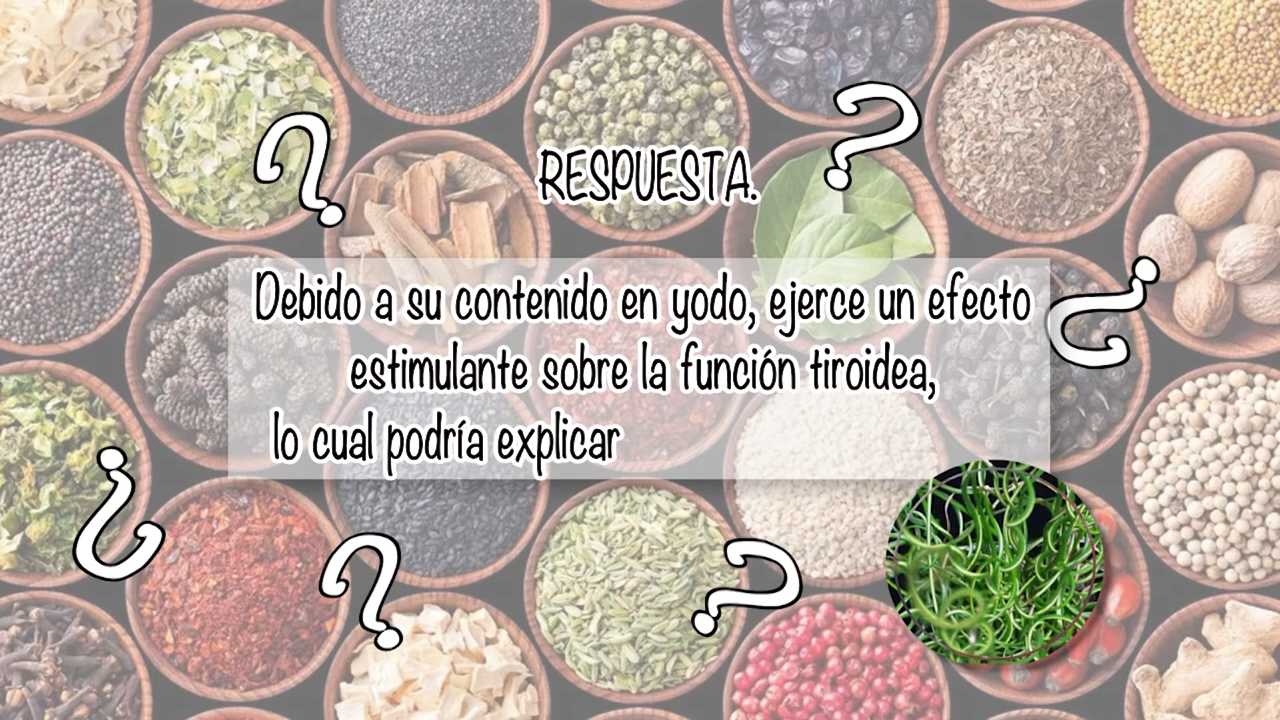 RESPUESTA.
Debido a su contenido en yodo, ejerce un efecto
estimulante sobre la función tiroidea,
lo cual podría explicar